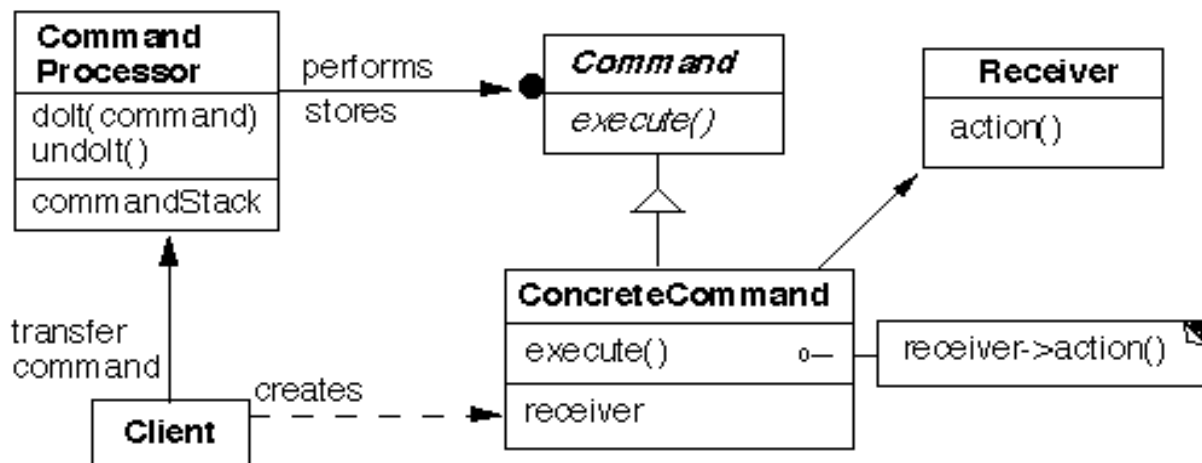 Command
Processor
doIt(command)
undoIt()
commandStack
performs
stores
Command
execute()
Receiver
action()
ConcreteCommand
execute()
receiver
receiver->action()
transfer
command
creates
Client